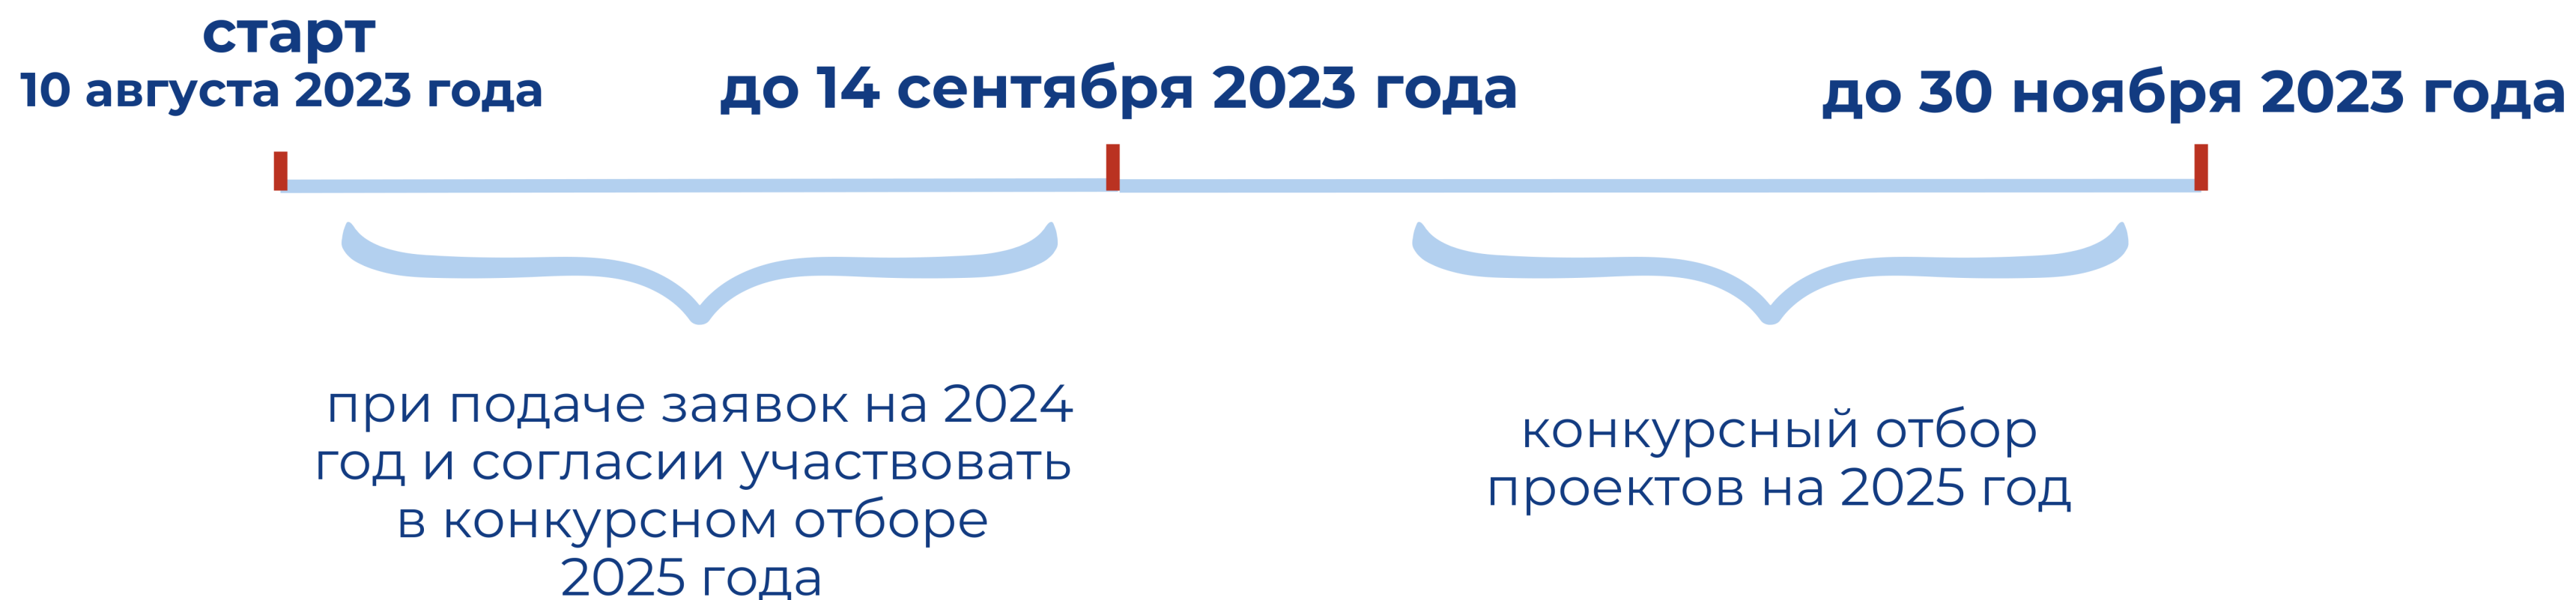 старт
10 августа 2023 года
до 14 сентября 2023 года
до 30 ноября 2023 года
при подаче заявок на 2024
год и согласии участвовать
в конкурсном отборе
2025 года
конкурсный отбор
проектов на 2025 год